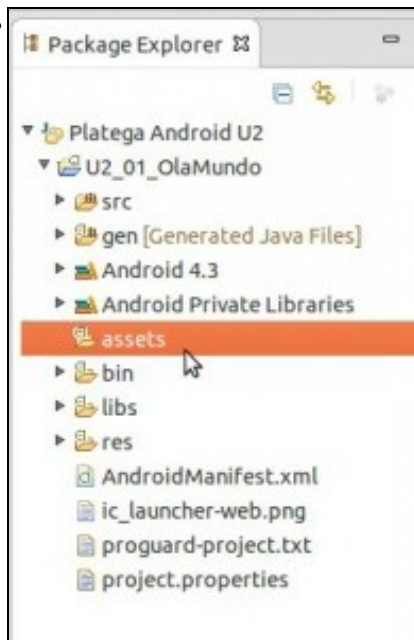 Package Explorer
Platega Android U2
U2_01_OlaMundo
src
gen [Generated Java Files]
Android 4.3
Android Private Libraries
assets
bin
libs
res
AndroidManifest.xml
ic_launcher-web.png
proguard-project.txt
project.properties